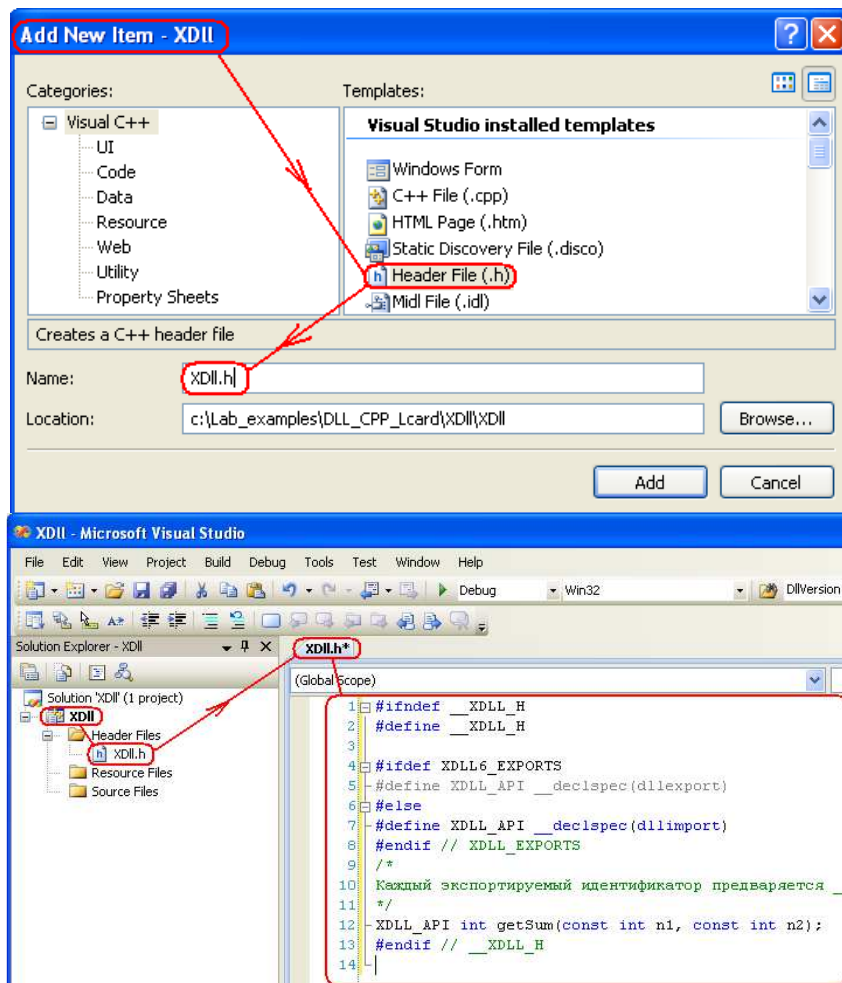 Add New Item - XDll
Categories:
Templates:
Visual C++
UI
Code
Data
Resource
Web
Utility
Property Sheets
Visual Studio installed templates
Windows Form
C++ File (.cpp)
HTML Page (.htm)
Static Discovery File (.disco)
Header File (.h)
Midl File (.idl)
Creates a C++ header file
Name:
XDll.h
Location:
c:\Lab_examples\DLL_CPP_Lcard\XDll\XDll
Browse...
Add
Cancel
XDll - Microsoft Visual Studio
File Edit View Project Build Debug Tools Test Window Help
Debug Win32 DllVersion
Solution Explorer - XDll
XDll.h*
(Global Scope)
Solution 'XDll' (1 project)
XDll
Header Files
XDll.h
Resource Files
Source Files
1 #ifndef __XDLL_H
2 #define __XDLL_H
3
4 #ifdef XDLL6_EXPORTS
5 #define XDLL_API __declspec(dllexport)
6 #else
7 #define XDLL_API __declspec(dllimport)
8 #endif // XDLL_EXPORTS
9 /*
10 Каждый экспортируемый идентификатор предваряется _
11 */
12 XDLL_API int getSum(const int n1, const int n2);
13 #endif // __XDLL_H
14